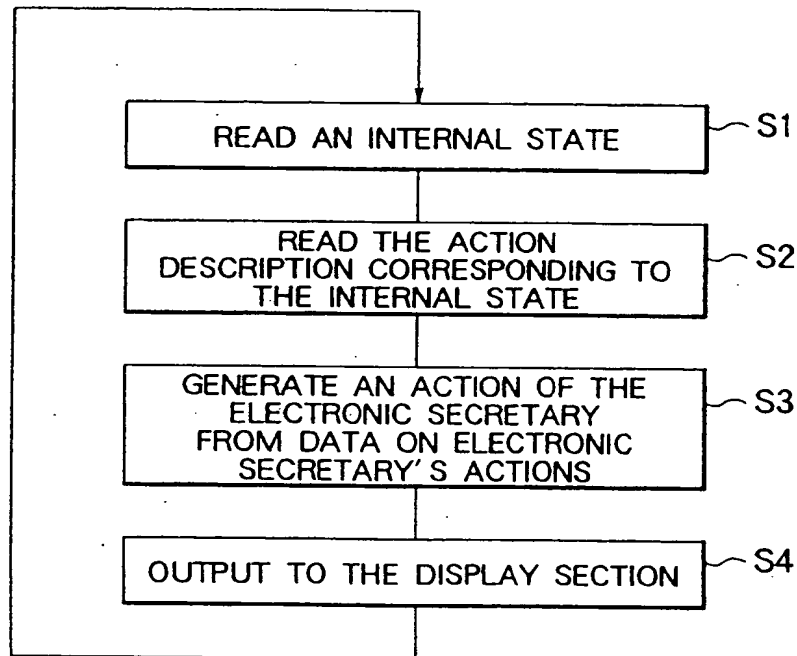 READ AN INTERNAL STATE
S1
READ THE ACTION
DESCRIPTION CORRESPONDING TO
THE INTERNAL STATE
S2
GENERATE AN ACTION OF THE
ELECTRONIC SECRETARY
FROM DATA ON ELECTRONIC
SECRETARY'S ACTIONS
S3
OUTPUT TO THE DISPLAY SECTION
S4